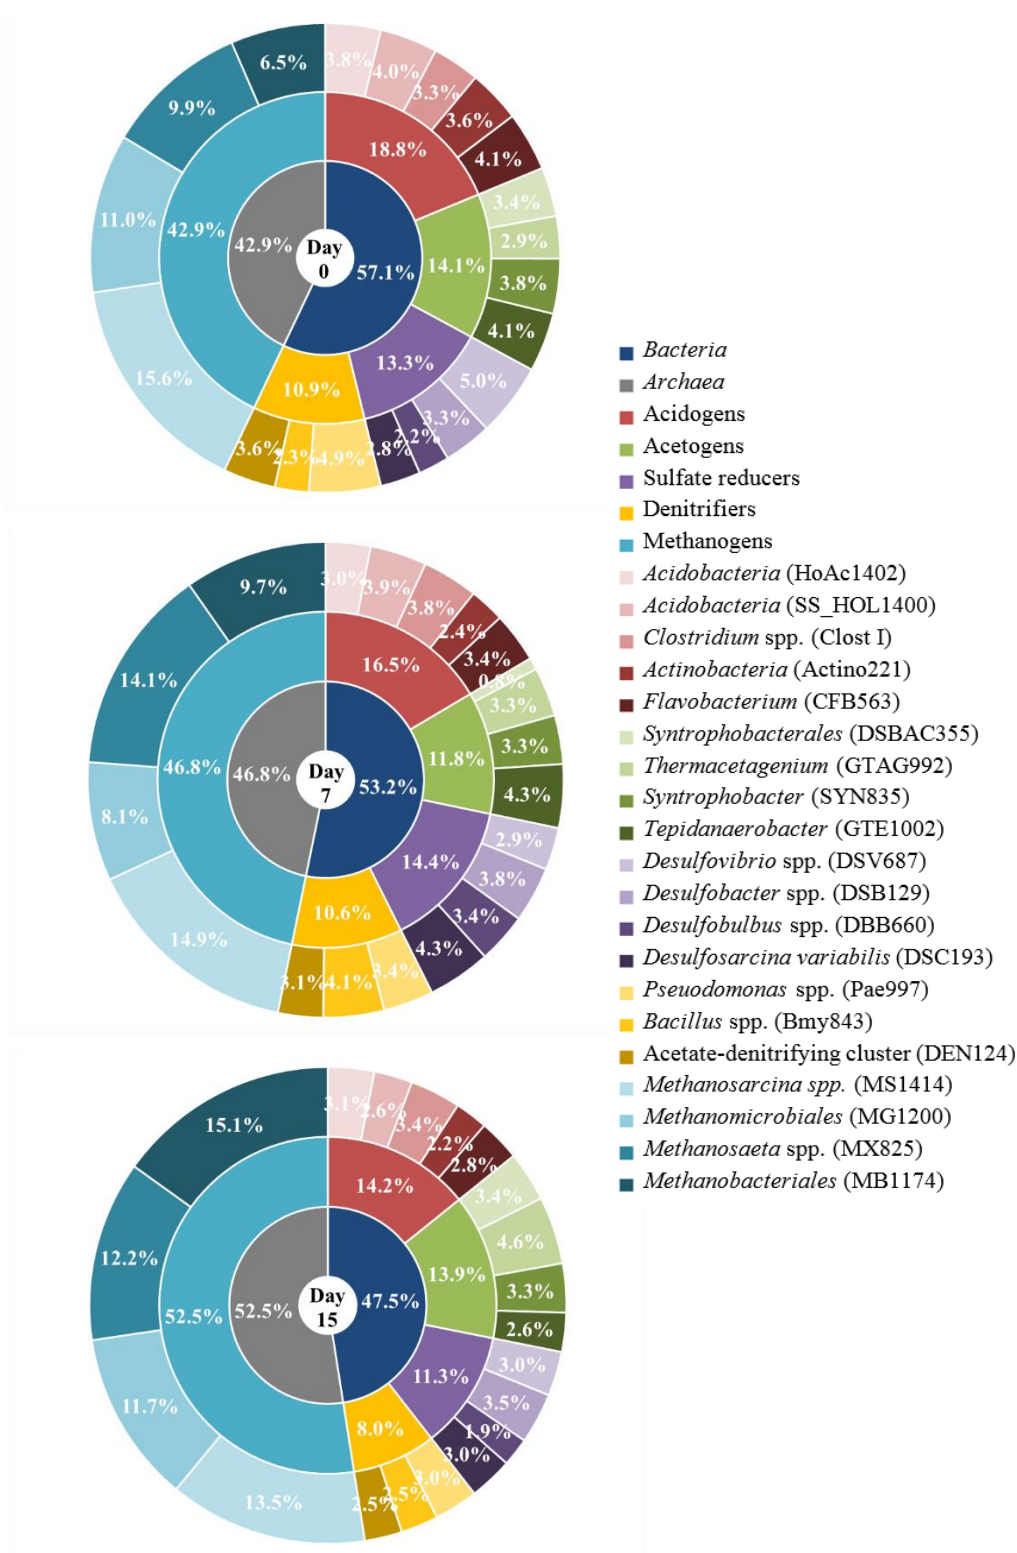 6.5%
3.8%
4.0%
3.3%
9.9%
3.6%
18.8%
4.1%
3.4%
11.0%
42.9%
42.9%
Day
0
57.1%
14.1%
2.9%
3.8%
4.1%
13.3%
5.0%
15.6%
10.9%
3.3%
2.2%
2.8%
3.6%
2.3%
4.9%
Bacteria
Archaea
Acidogens
Acetogens
Sulfate reducers
Denitrifiers
Methanogens
Acidobacteria (HoAc1402)
Acidobacteria (SS_HOL1400)
Clostridium spp. (Clost I)
Actinobacteria (Actino221)
Flavobacterium (CFB563)
Syntrophobacterales (DSBAC355)
Thermacetagenium (GTAG992)
Syntrophobacter (SYN835)
Tepidanaerobacter (GTE1002)
Desulfovibrio spp. (DSV687)
Desulfobacter spp. (DSB129)
Desulfobulbus spp. (DBB660)
Desulfosarcina variabilis (DSC193)
Pseuodomonas spp. (Pae997)
Bacillus spp. (Bmy843)
Acetate-denitrifying cluster (DEN124)
Methanosarcina spp. (MS1414)
Methanomicrobiales (MG1200)
Methanosaeta spp. (MX825)
Methanobacteriales (MB1174)
9.7%
3.0%
3.9%
3.8%
2.4%
14.1%
16.5%
3.4%
0.8%
3.3%
46.8%
46.8%
Day
7
53.2%
11.8%
3.3%
4.3%
8.1%
2.9%
14.4%
3.8%
10.6%
3.4%
14.9%
4.3%
3.1%
4.1%
3.4%
15.1%
3.1%
2.6%
3.4%
2.2%
2.8%
14.2%
3.4%
12.2%
4.6%
13.9%
3.3%
52.5%
52.5%
Day
15
47.5%
2.6%
3.0%
11.3%
3.5%
11.7%
8.0%
1.9%
3.0%
3.0%
13.5%
2.5%
2.5%